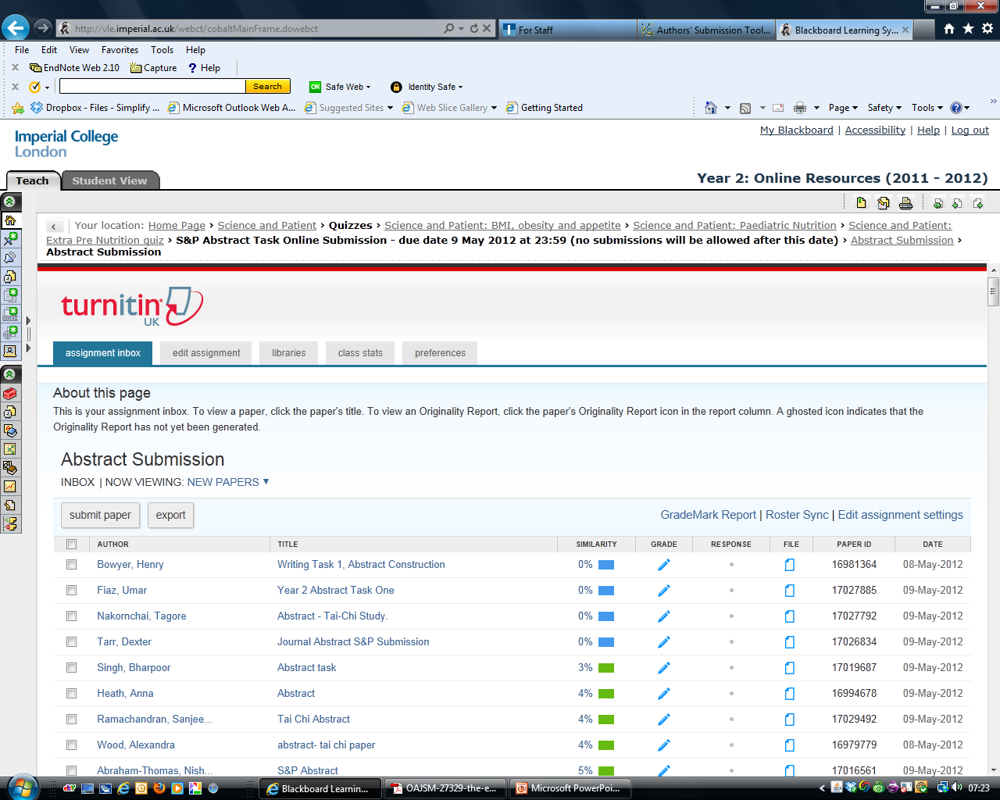 http://vle.imperial.ac.uk/webct/cobaltMainFrame.dowebct
For Staff
Authors' Submission Tool...
Blackboard Learning Sy...
File Edit View Favorites Tools Help
EndNote Web 2.10 Capture ? Help
Search OK Safe Web Identity Safe
Dropbox - Files - Simplify ... Microsoft Outlook Web A... Suggested Sites Web Slice Gallery Getting Started Page Safety Tools
Imperial College
London
My Blackboard | Accessibility | Help | Log out
Teach Student View
Year 2: Online Resources (2011 - 2012)
Your location: Home Page › Science and Patient › Quizzes › Science and Patient: BMI, obesity and appetite › Science and Patient: Paediatric Nutrition › Science and Patient:
Extra Pre Nutrition quiz › S&P Abstract Task Online Submission - due date 9 May 2012 at 23:59 (no submissions will be allowed after this date) › Abstract Submission ›
Abstract Submission
turnitin
UK
assignment inbox edit assignment libraries class stats preferences
About this page
This is your assignment inbox. To view a paper, click the paper's title. To view an Originality Report, click the paper's Originality Report icon in the report column. A ghosted icon indicates that the
Originality Report has not yet been generated.
Abstract Submission
INBOX | NOW VIEWING: NEW PAPERS ▼
submit paper export
GradeMark Report | Roster Sync | Edit assignment settings
AUTHOR TITLE SIMILARITY GRADE RESPONSE FILE PAPER ID DATE
Bowyer, Henry Writing Task 1, Abstract Construction 0% 16981364 08-May-2012
Fiaz, Umar Year 2 Abstract Task One 0% 17027885 09-May-2012
Nakornchai, Tagore Abstract - Tai-Chi Study. 0% 17027792 09-May-2012
Tarr, Dexter Journal Abstract S&P Submission 0% 17026834 09-May-2012
Singh, Bharpoor Abstract task 3% 17019687 09-May-2012
Heath, Anna Abstract 4% 16994678 09-May-2012
Ramachandran, Sanjee... Tai Chi Abstract 4% 17029492 09-May-2012
Wood, Alexandra abstract- tai chi paper 4% 16979779 08-May-2012
Abraham-Thomas, Nish... S&P Abstract 5% 17016561 09-May-2012
Blackboard Learnin... OAJSM-27329-the-e... Microsoft PowerPoi... 07:23